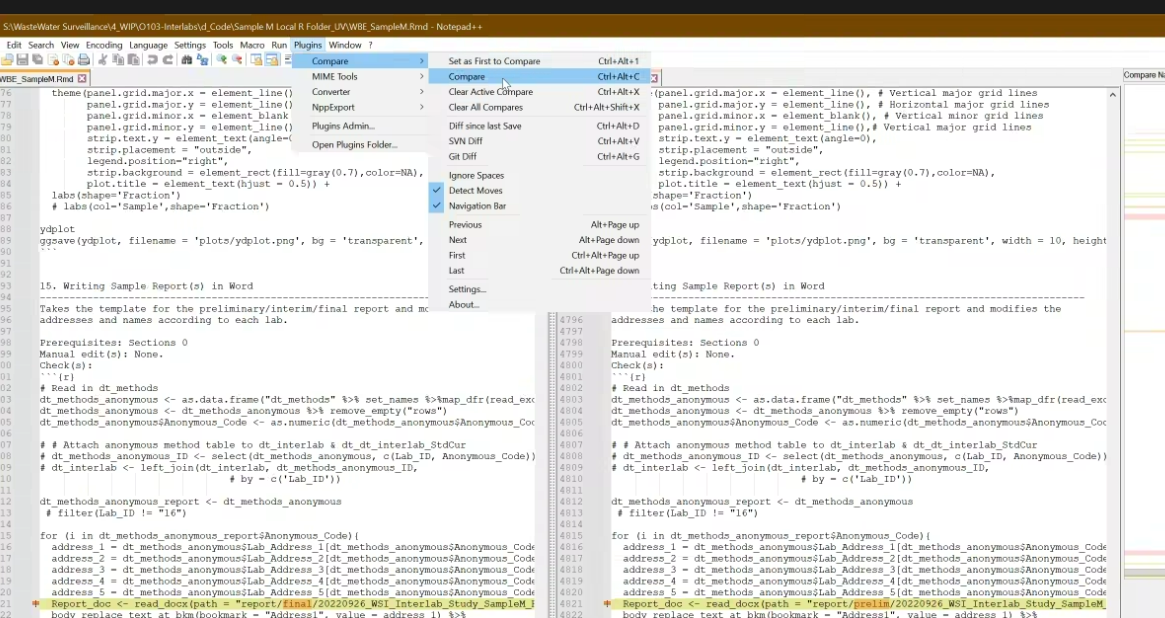 S:\WasteWater Surveillance\4_WIP\O103-Interlabs\d_Code\Sample M Local R Folder_UV\WBE_SampleM.Rmd - Notepad++
Edit Search View Encoding Language Settings Tools Macro Run Plugins Window ?
WBE_SampleM.Rmd
Compare
MIME Tools
Converter
NppExport
Plugins Admin...
Open Plugins Folder...
Set as First to Compare Ctrl+Alt+1
Compare Ctrl+Alt+C
Clear Active Compare Ctrl+Alt+X
Clear All Compares Ctrl+Alt+Shift+X
Diff since last Save Ctrl+Alt+D
SVN Diff Ctrl+Alt+V
Git Diff Ctrl+Alt+G
Ignore Spaces
Detect Moves
Navigation Bar
Previous Alt+Page up
Next Alt+Page down
First Ctrl+Alt+Page up
Last Ctrl+Alt+Page down
Settings...
About...
Compare Na
76 theme(panel.grid.major.x = element_line()
77 panel.grid.major.y = element_line()
78 panel.grid.minor.x = element_blank
79 panel.grid.minor.y = element_line()
80 strip.text.y = element_text(angle=
81 strip.placement = "outside",
82 legend.position="right",
83 strip.background = element_rect(fill=gray(0.7),color=NA),
84 plot.title = element_text(hjust = 0.5)) +
85 labs(shape='Fraction')
86 # labs(col='Sample',shape='Fraction')
87
88 ydplot
89 ggsave(ydplot, filename = 'plots/ydplot.png', bg = 'transparent',
90 ```
91
92
93 15. Writing Sample Report(s) in Word
94 ----------
95 Takes the template for the preliminary/interim/final report and mo
96 addresses and names according to each lab.
97
98 Prerequisites: Sections 0
99 Manual edit(s): None.
00 Check(s):
01 ```{r}
02 # Read in dt_methods
03 dt_methods_anonymous <- as.data.frame("dt_methods" %>% set_names %>%map_dfr(read_exc
04 dt_methods_anonymous <- dt_methods_anonymous %>% remove_empty("rows")
05 dt_methods_anonymous$Anonymous_Code <- as.numeric(dt_methods_anonymous$Anonymous_Coc
06
07 # # Attach anonymous method table to dt_interlab & dt_dt_interlab_StdCur
08 # dt_methods_anonymous_ID <- select(dt_methods_anonymous, c(Lab_ID, Anonymous_Code))
09 # dt_interlab <- left_join(dt_interlab, dt_methods_anonymous_ID,
10 # by = c('Lab_ID'))
11
12 dt_methods_anonymous_report <- dt_methods_anonymous
13 # filter(Lab_ID != "16")
14
15 for (i in dt_methods_anonymous_report$Anonymous_Code){
16 address_1 = dt_methods_anonymous$Lab_Address_1[dt_methods_anonymous$Anonymous_Code
17 address_2 = dt_methods_anonymous$Lab_Address_2[dt_methods_anonymous$Anonymous_Code
18 address_3 = dt_methods_anonymous$Lab_Address_3[dt_methods_anonymous$Anonymous_Code
19 address_4 = dt_methods_anonymous$Lab_Address_4[dt_methods_anonymous$Anonymous_Code
20 address_5 = dt_methods_anonymous$Lab_Address_5[dt_methods_anonymous$Anonymous_Code
21 Report_doc <- read_docx(path = "report/final/20220926_WSI_Interlab_Study_SampleM_
22 body_replace_text_at_bkm(bookmark = "Address1", value = address_1) %>%
(panel.grid.major.x = element_line(), # Vertical major grid lines
panel.grid.major.y = element_line(), # Horizontal major grid lines
panel.grid.minor.x = element_blank(), # Vertical minor grid lines
panel.grid.minor.y = element_line(),# Vertical major grid lines
strip.text.y = element_text(angle=0),
strip.placement = "outside",
legend.position="right",
strip.background = element_rect(fill=gray(0.7),color=NA),
plot.title = element_text(hjust = 0.5)) +
shape='Fraction')
s(col='Sample',shape='Fraction')
ydplot, filename = 'plots/ydplot.png', bg = 'transparent', width = 10, height
ting Sample Report(s) in Word
----------
the template for the preliminary/interim/final report and modifies the
4796 addresses and names according to each lab.
4797
4798 Prerequisites: Sections 0
4799 Manual edit(s): None.
4800 Check(s):
4801 ```{r}
4802 # Read in dt_methods
4803 dt_methods_anonymous <- as.data.frame("dt_methods" %>% set_names %>%map_dfr(read_exc
4804 dt_methods_anonymous <- dt_methods_anonymous %>% remove_empty("rows")
4805 dt_methods_anonymous$Anonymous_Code <- as.numeric(dt_methods_anonymous$Anonymous_Coc
4806
4807 # # Attach anonymous method table to dt_interlab & dt_dt_interlab_StdCur
4808 # dt_methods_anonymous_ID <- select(dt_methods_anonymous, c(Lab_ID, Anonymous_Code))
4809 # dt_interlab <- left_join(dt_interlab, dt_methods_anonymous_ID,
4810 # by = c('Lab_ID'))
4811
4812 dt_methods_anonymous_report <- dt_methods_anonymous
4813 # filter(Lab_ID != "16")
4814
4815 for (i in dt_methods_anonymous_report$Anonymous_Code){
4816 address_1 = dt_methods_anonymous$Lab_Address_1[dt_methods_anonymous$Anonymous_Code
4817 address_2 = dt_methods_anonymous$Lab_Address_2[dt_methods_anonymous$Anonymous_Code
4818 address_3 = dt_methods_anonymous$Lab_Address_3[dt_methods_anonymous$Anonymous_Code
4819 address_4 = dt_methods_anonymous$Lab_Address_4[dt_methods_anonymous$Anonymous_Code
4820 address_5 = dt_methods_anonymous$Lab_Address_5[dt_methods_anonymous$Anonymous_Code
4821 Report_doc <- read_docx(path = "report/prelim/20220926_WSI_Interlab_Study_SampleM_
4822 body_replace_text_at_bkm(bookmark = "Address1", value = address_1) %>%